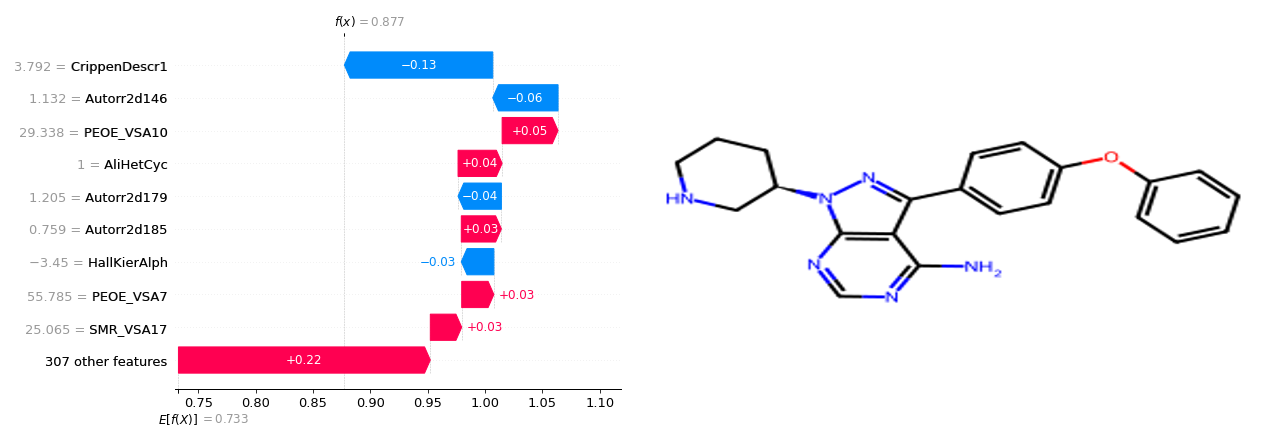 f(x) = 0.877
3.792 = CrippenDescr1
−0.13
1.132 = Autorr2d146
−0.06
29.338 = PEOE_VSA10
+0.05
1 = AliHetCyc
+0.04
1.205 = Autorr2d179
−0.04
0.759 = Autorr2d185
+0.03
−3.45 = HallKierAlph
−0.03
55.785 = PEOE_VSA7
+0.03
25.065 = SMR_VSA17
+0.03
307 other features
+0.22
0.75 0.80 0.85 0.90 0.95 1.00 1.05 1.10
E[f(X)] = 0.733
O
N
HN
N
N
NH2
N